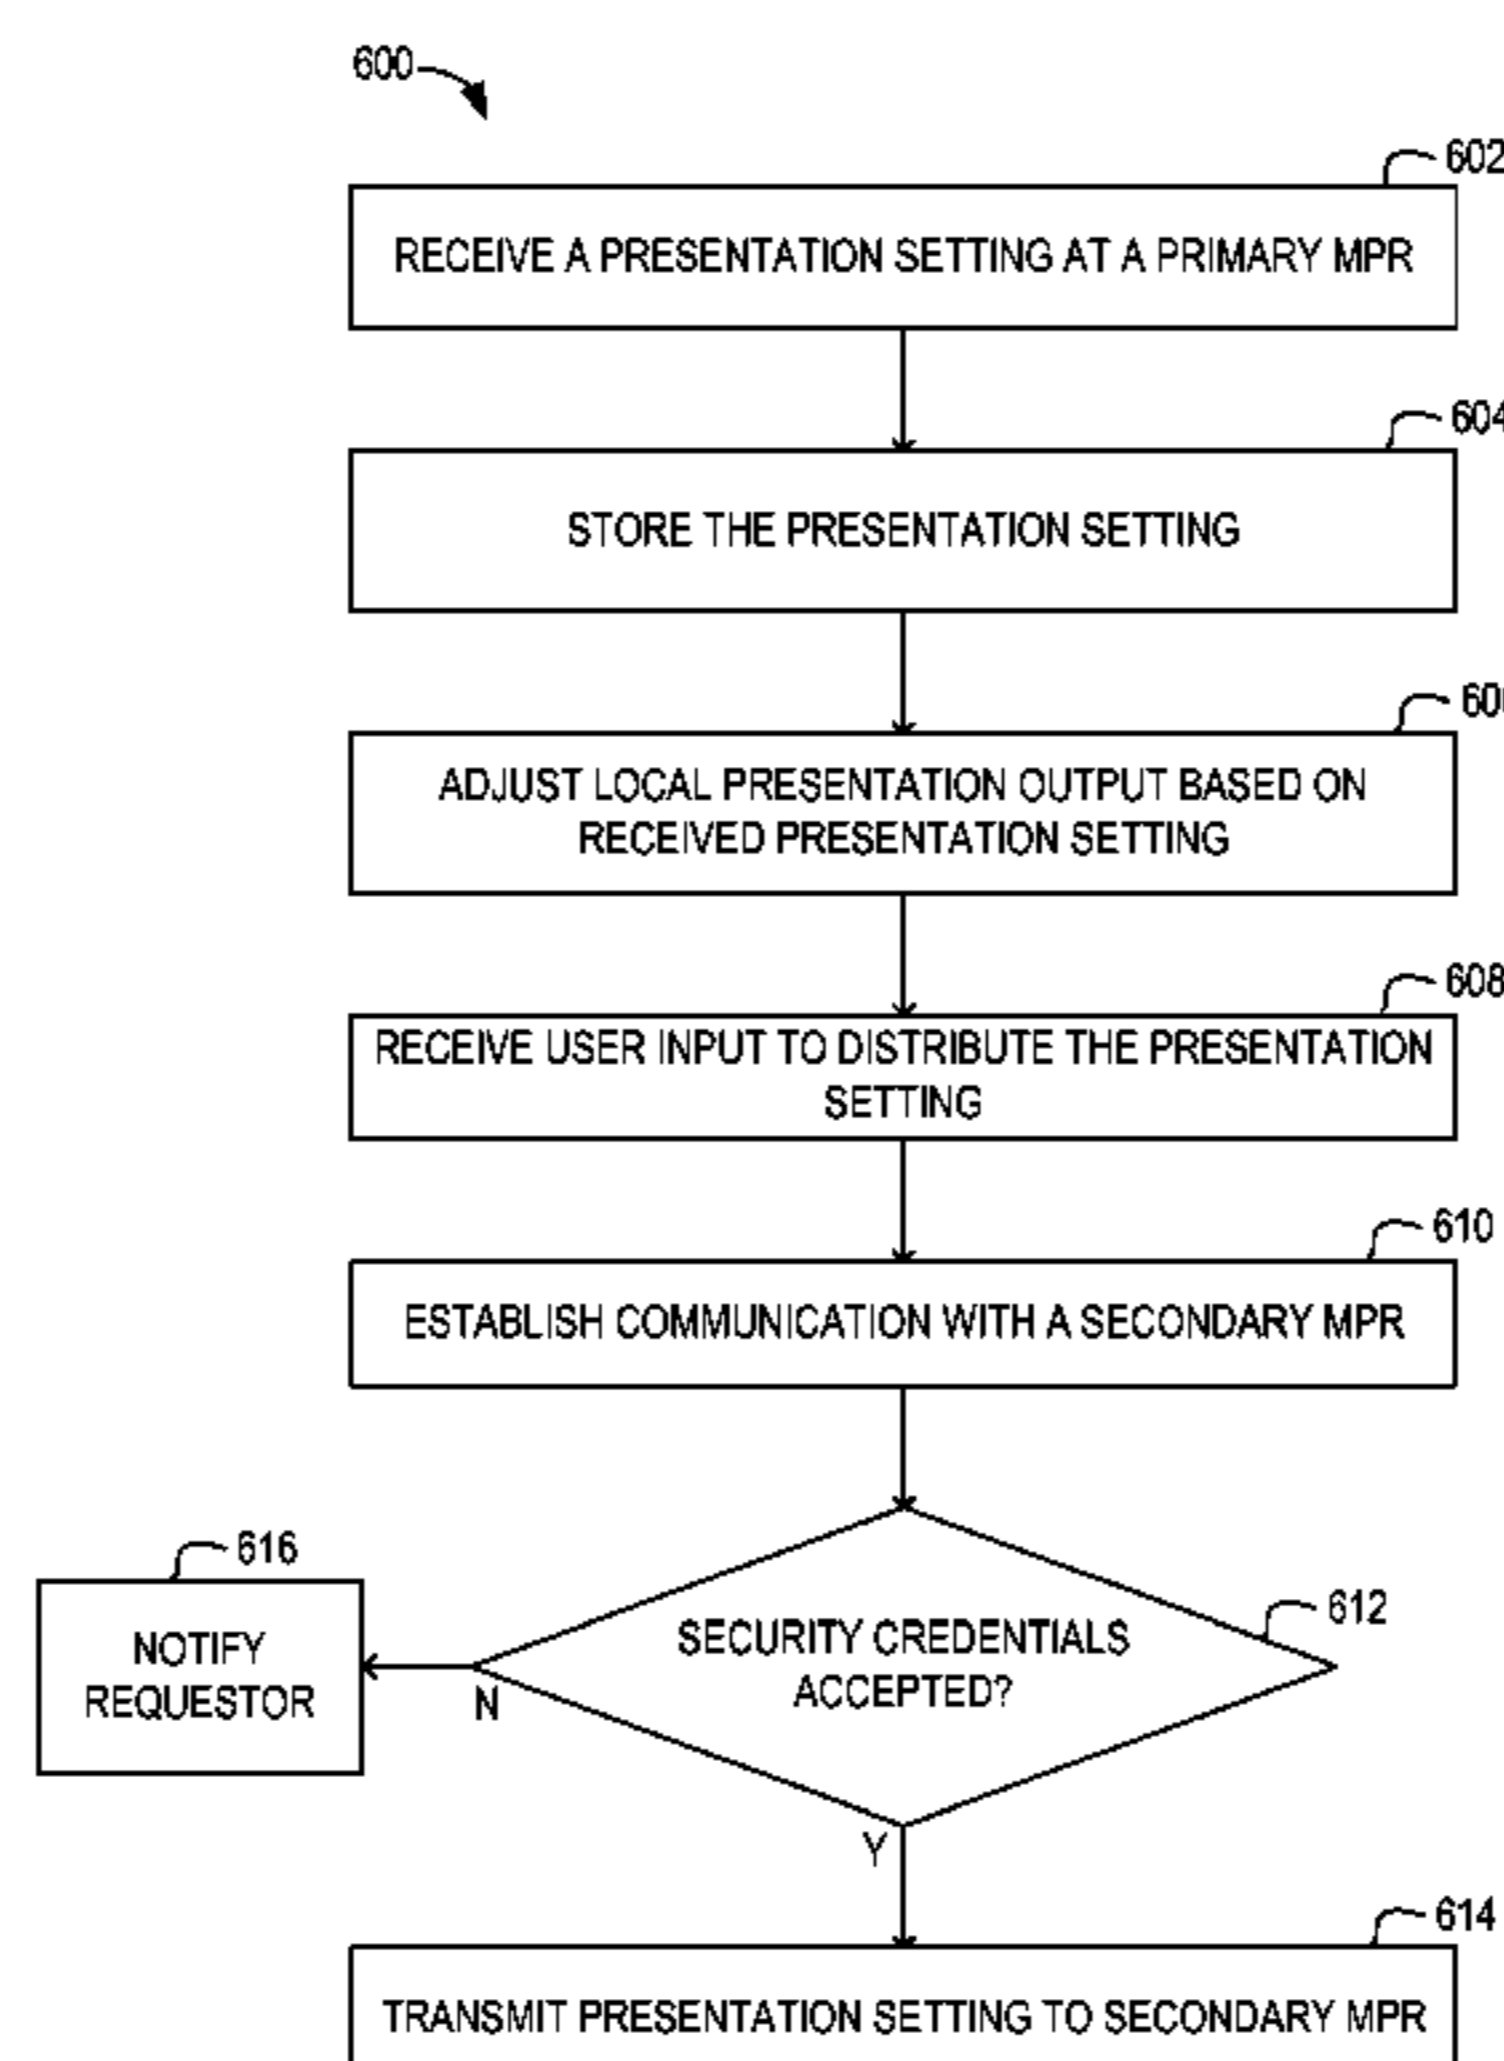 600
602
RECEIVE A PRESENTATION SETTING AT A PRIMARY MPR
604
STORE THE PRESENTATION SETTING
ADJUST LOCAL PRESENTATION OUTPUT BASED ON
RECEIVED PRESENTATION SETTING
608
RECEIVE USER INPUT TO DISTRIBUTE THE PRESENTATION
SETTING
610
ESTABLISH COMMUNICATION WITH A SECONDARY MPR
616
NOTIFY
REQUESTOR
612
SECURITY CREDENTIALS
ACCEPTED?
N
Y
614
TRANSMIT PRESENTATION SETTING TO SECONDARY MPR